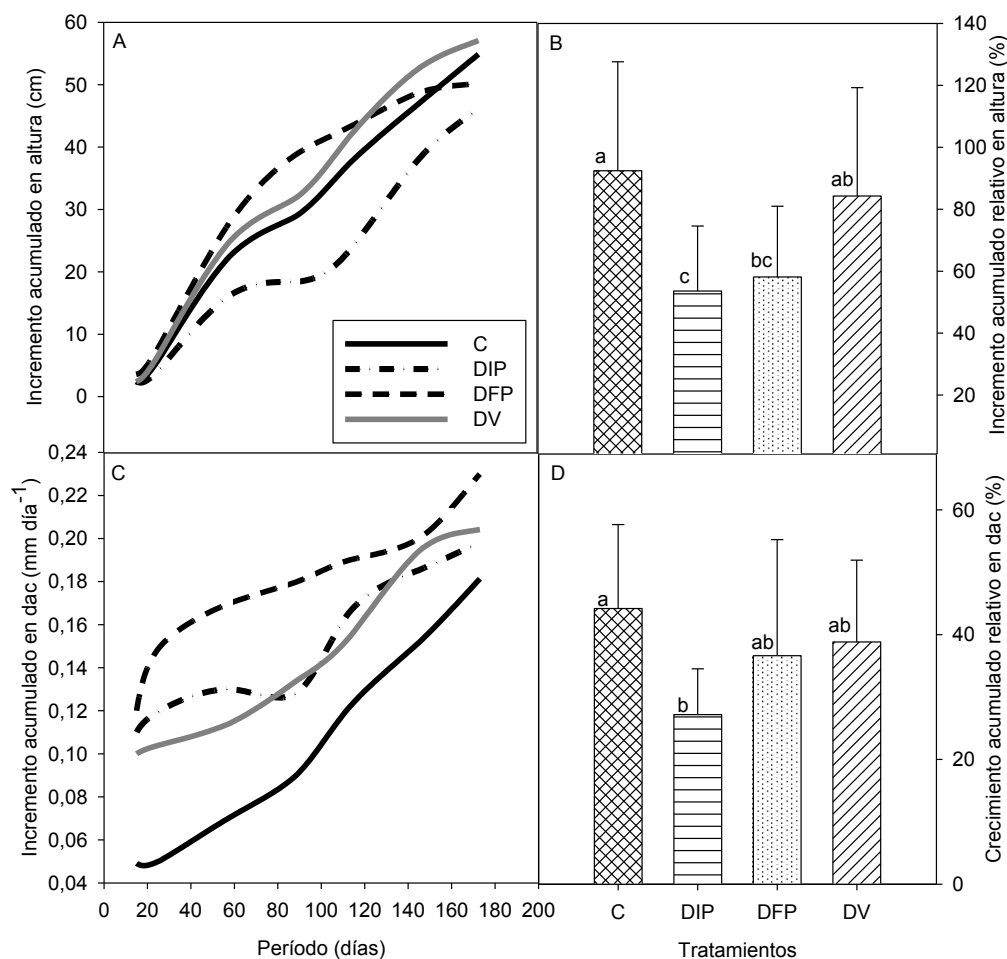 A
Incremento acumulado en altura (cm)
60
50
40
30
20
10
0
C
DIP
DFP
DV
B
a
c
bc
ab
140
120
100
80
60
40
20
Incremento acumulado relativo en altura (%)
C
Incremento acumulado en dac (mm día-1)
0,24
0,22
0,20
0,18
0,16
0,14
0,12
0,10
0,08
0,06
0,04
0 20 40 60 80 100 120 140 160 180 200
Período (días)
D
a
b
ab
ab
60
40
20
0
Crecimiento acumulado relativo en dac (%)
C DIP DFP DV
Tratamientos